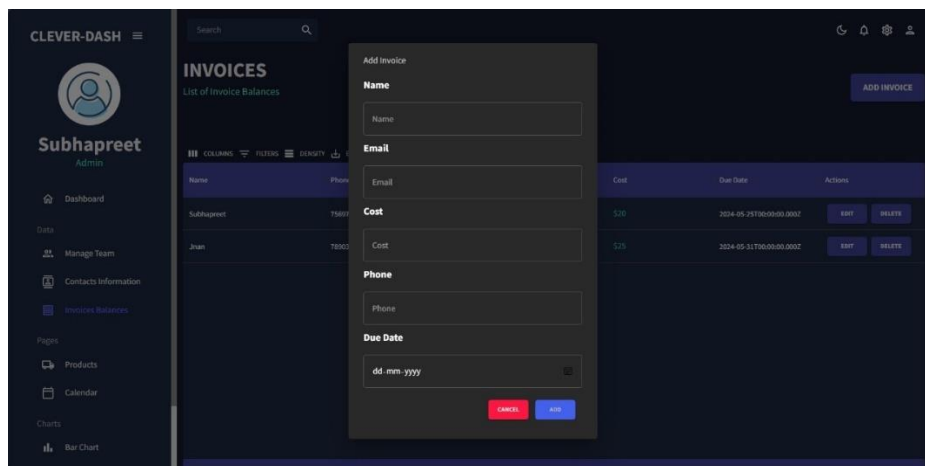 CLEVER-DASH
Search
Subhapreet
Admin
Dashboard
Data
Manage Team
Contacts Information
Invoices Balances
Pages
Products
Calendar
Charts
Bar Chart
INVOICES
List of Invoice Balances
ADD INVOICE
COLUMNS FILTERS DENSITY
Name Cost Due Date Actions
Subhapreet $20 2024-05-25T00:00:00.000Z EDIT DELETE
Jnan $25 2024-05-31T00:00:00.000Z EDIT DELETE
Add Invoice
Name
Name
Email
Email
Cost
Cost
Phone
Phone
Due Date
dd-mm-yyyy
CANCEL ADD